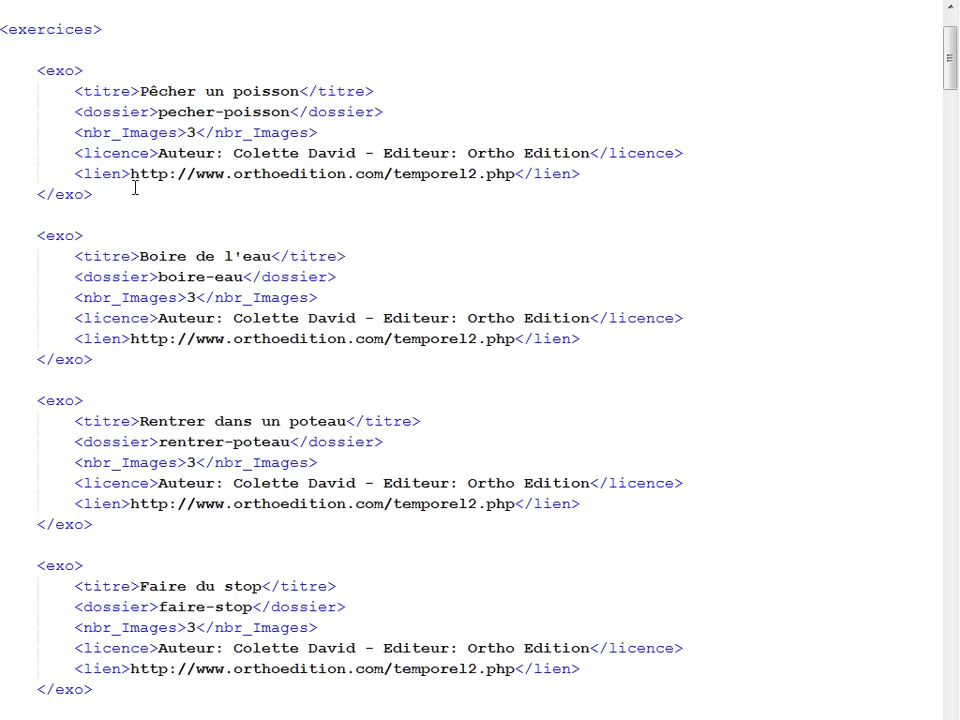 <exercices>
<exo>
<titre>Pêcher un poisson</titre>
<dossier>pecher-poisson</dossier>
<nbr_Images>3</nbr_Images>
<licence>Auteur: Colette David - Editeur: Ortho Edition</licence>
<lien>http://www.orthoedition.com/temporel2.php</lien>
</exo>
<exo>
<titre>Boire de l'eau</titre>
<dossier>boire-eau</dossier>
<nbr_Images>3</nbr_Images>
<licence>Auteur: Colette David - Editeur: Ortho Edition</licence>
<lien>http://www.orthoedition.com/temporel2.php</lien>
</exo>
<exo>
<titre>Rentrer dans un poteau</titre>
<dossier>rentrer-poteau</dossier>
<nbr_Images>3</nbr_Images>
<licence>Auteur: Colette David - Editeur: Ortho Edition</licence>
<lien>http://www.orthoedition.com/temporel2.php</lien>
</exo>
<exo>
<titre>Faire du stop</titre>
<dossier>faire-stop</dossier>
<nbr_Images>3</nbr_Images>
<licence>Auteur: Colette David - Editeur: Ortho Edition</licence>
<lien>http://www.orthoedition.com/temporel2.php</lien>
</exo>